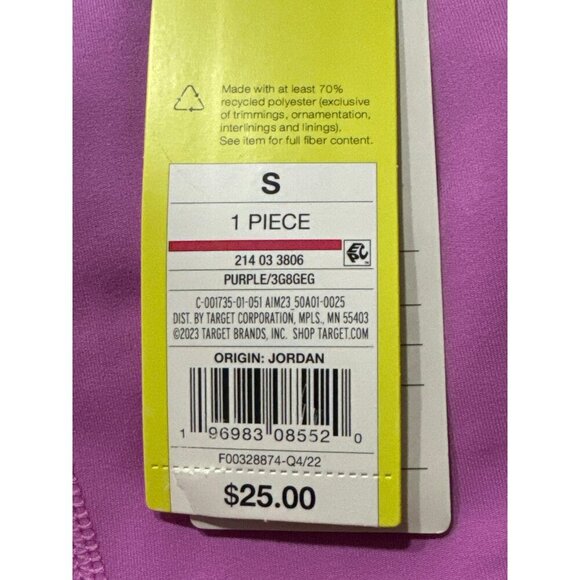 Made with at least 70%
recycled polyester (exclusive
of trimmings, ornamentation,
interlinings and linings).
See item for full fiber content.
S
1 PIECE
214 03 3806
PURPLE/3G8GEG
C-001735-01-051 AIM23_50A01-0025
DIST. BY TARGET CORPORATION, MPLS., MN 55403
©2023 TARGET BRANDS, INC. SHOP TARGET.COM
ORIGIN: JORDAN
1 96983 08552 0
F00328874-Q4/22
$25.00